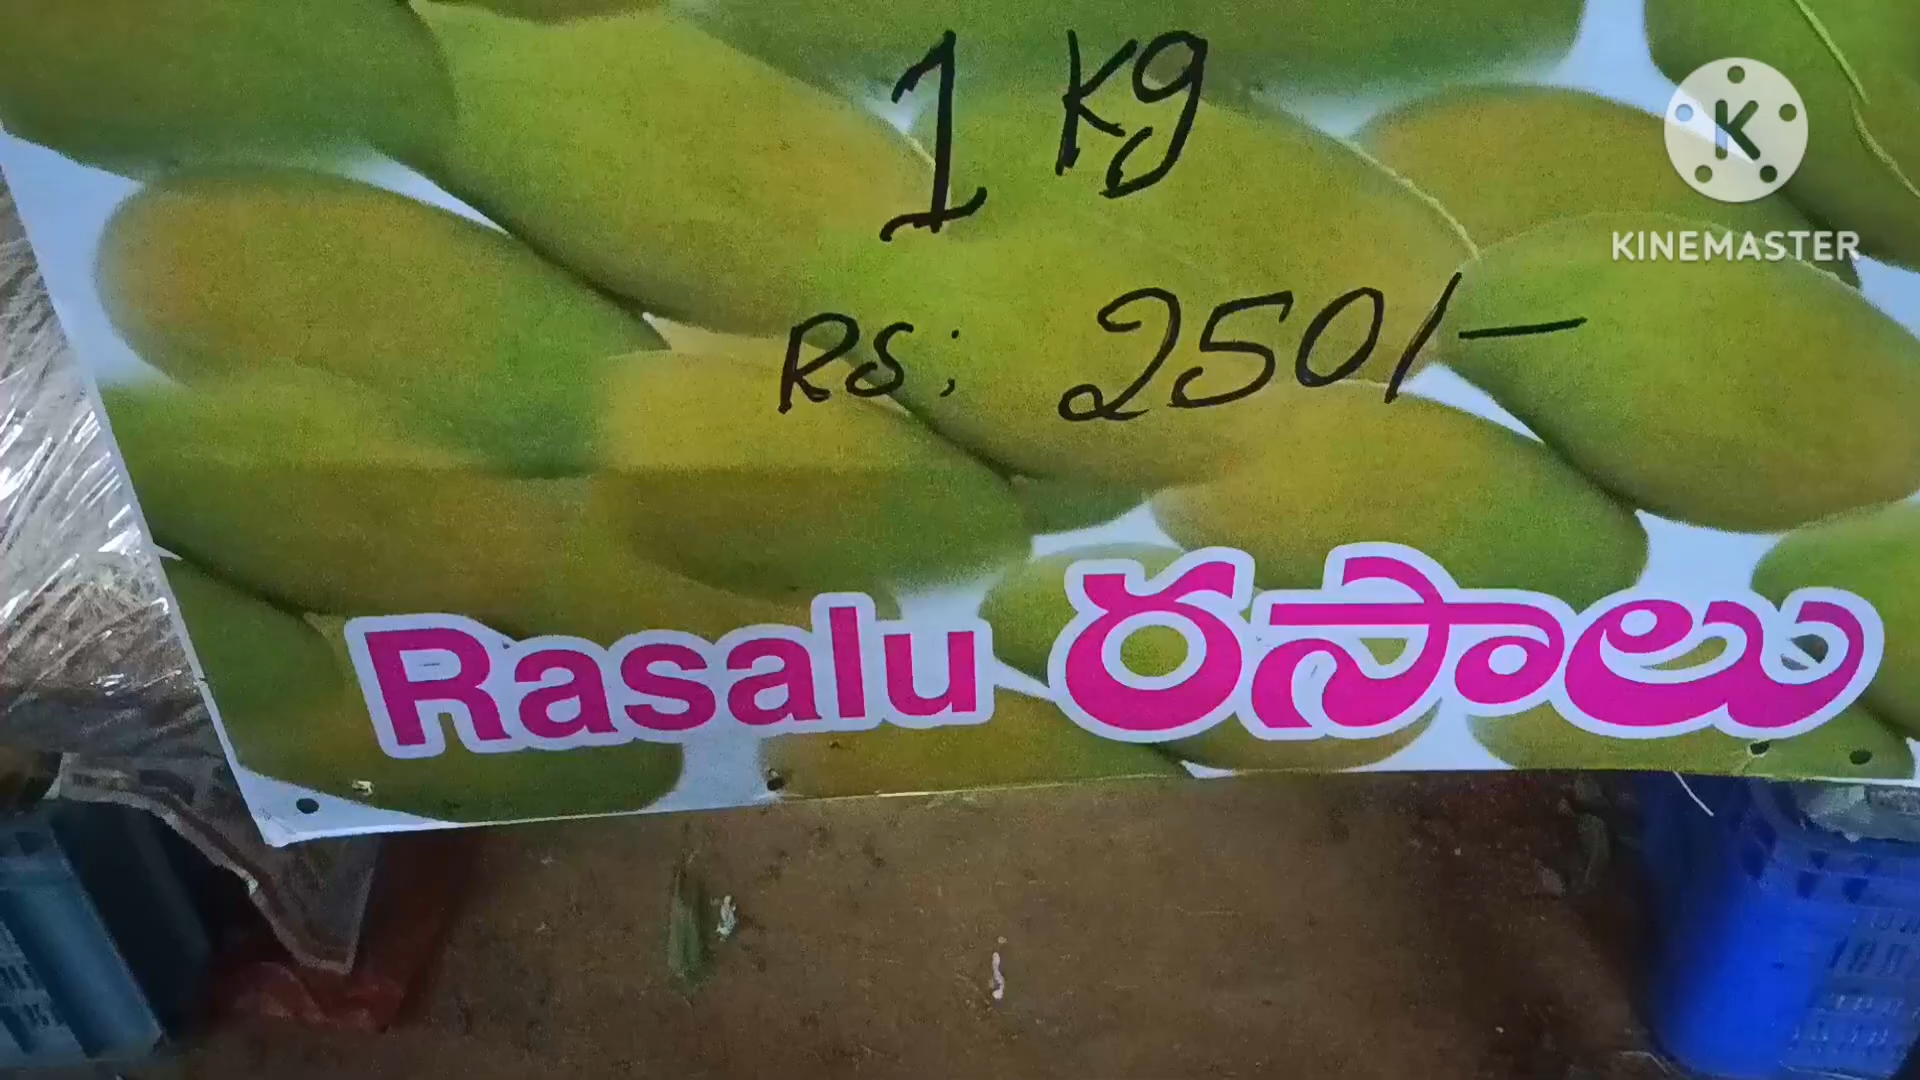 1 Kg
K
KINEMASTER
RS: 250/-
Rasalu రసాలు